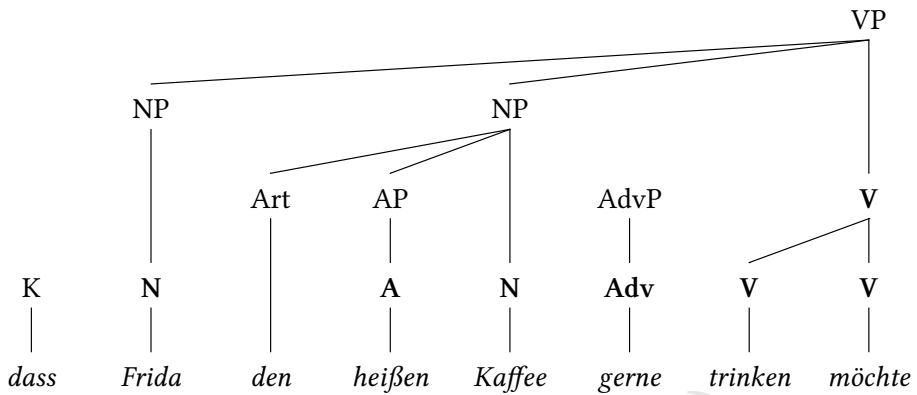 VP
NP NP
Art AP AdvP V
K N A N Adv V V
dass Frida den heißen Kaffee gerne trinken möchte